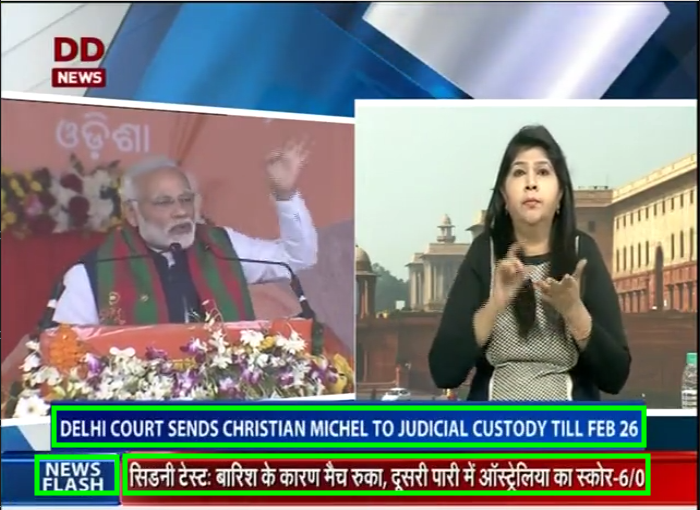 DD
NEWS
ଓଡ଼ିଶା
DELHI COURT SENDS CHRISTIAN MICHEL TO JUDICIAL CUSTODY TILL FEB 26
NEWS
FLASH
सिडनी टेस्ट: बारिश के कारण मैच रुका, दूसरी पारी में ऑस्ट्रेलिया का स्कोर-6/0